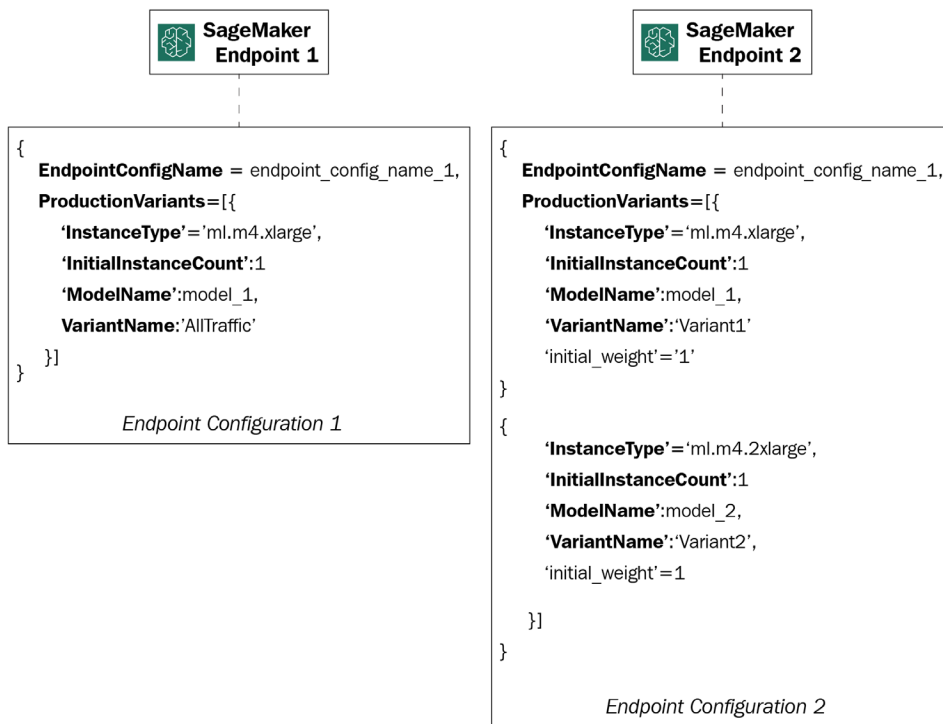 SageMaker
Endpoint 1
{
EndpointConfigName = endpoint_config_name_1,
ProductionVariants=[{
‘InstanceType’=’ml.m4.xlarge’,
‘InitialInstanceCount’:1
‘ModelName’:model_1,
VariantName:’AllTraffic’
}]
}
Endpoint Configuration 1
SageMaker
Endpoint 2
{
EndpointConfigName = endpoint_config_name_1,
ProductionVariants=[{
‘InstanceType’=‘ml.m4.xlarge’,
‘InitialInstanceCount’:1
‘ModelName’:model_1,
‘VariantName’:‘Variant1’
‘initial_weight’=’1’
}
{
‘InstanceType’=‘ml.m4.2xlarge’,
‘InitialInstanceCount’:1
‘ModelName’:model_2,
‘VariantName’:‘Variant2’,
‘initial_weight’=1
}]
}
Endpoint Configuration 2